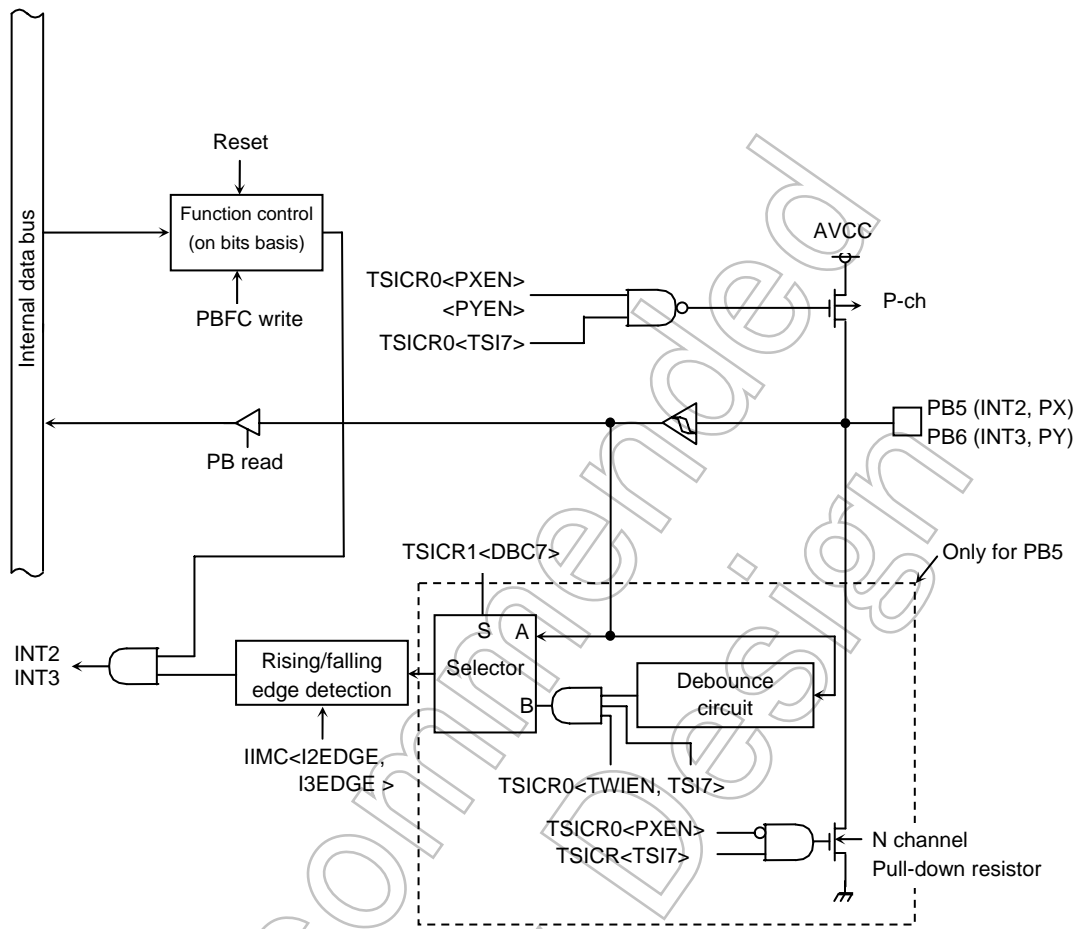 Internal data bus
Reset
Function control
(on bits basis)
PBFC write
AVCC
TSICR0<PXEN>
<PYEN>
TSICR0<TSI7>
P-ch
PB5 (INT2, PX)
PB6 (INT3, PY)
PB read
TSICR1<DBC7>
Only for PB5
S
A
Selector
B
INT2
INT3
Rising/falling
edge detection
Debounce
circuit
IIMC<I2EDGE,
I3EDGE >
TSICR0<TWIEN, TSI7>
TSICR0<PXEN>
TSICR<TSI7>
N channel
Pull-down resistor
ommended
Design